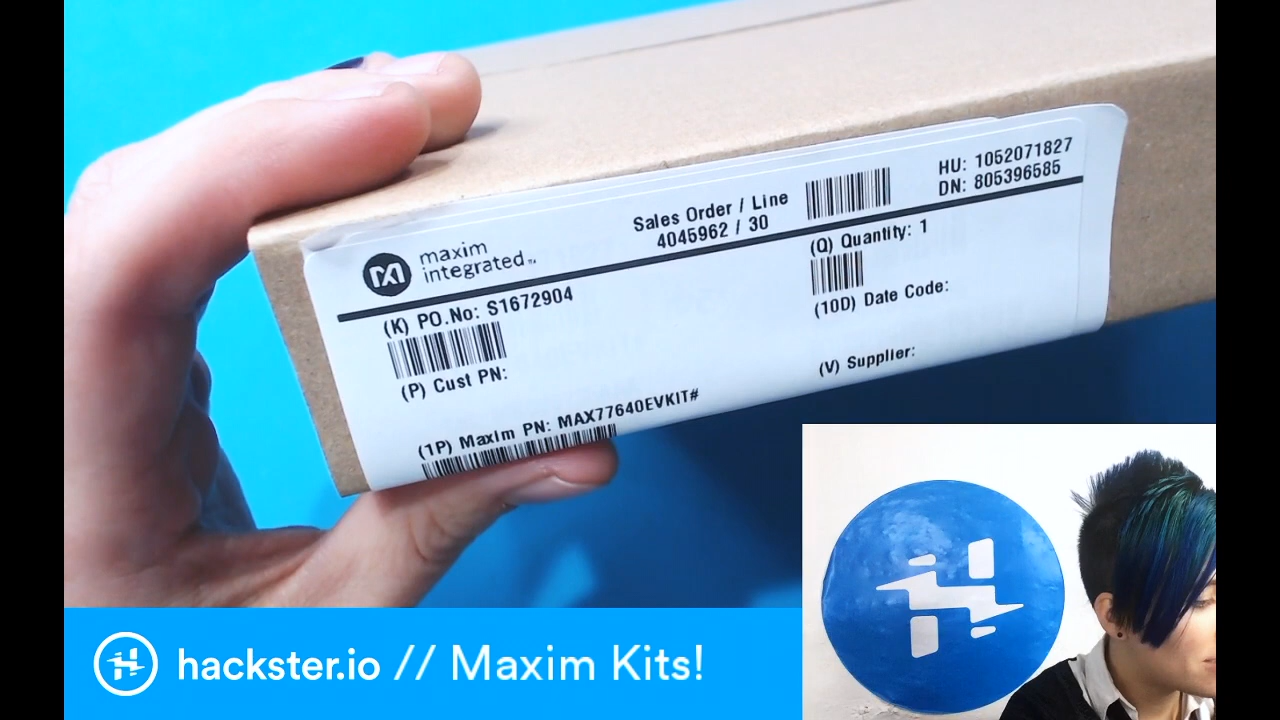 maxim
integrated™
Sales Order / Line
4045962 / 30
HU: 1052071827
DN: 805396585
(K) PO.No: S1672904
(Q) Quantity: 1
(P) Cust PN:
(10D) Date Code:
(1P) Maxim PN: MAX77640EVKIT#
(V) Supplier:
hackster.io // Maxim Kits!